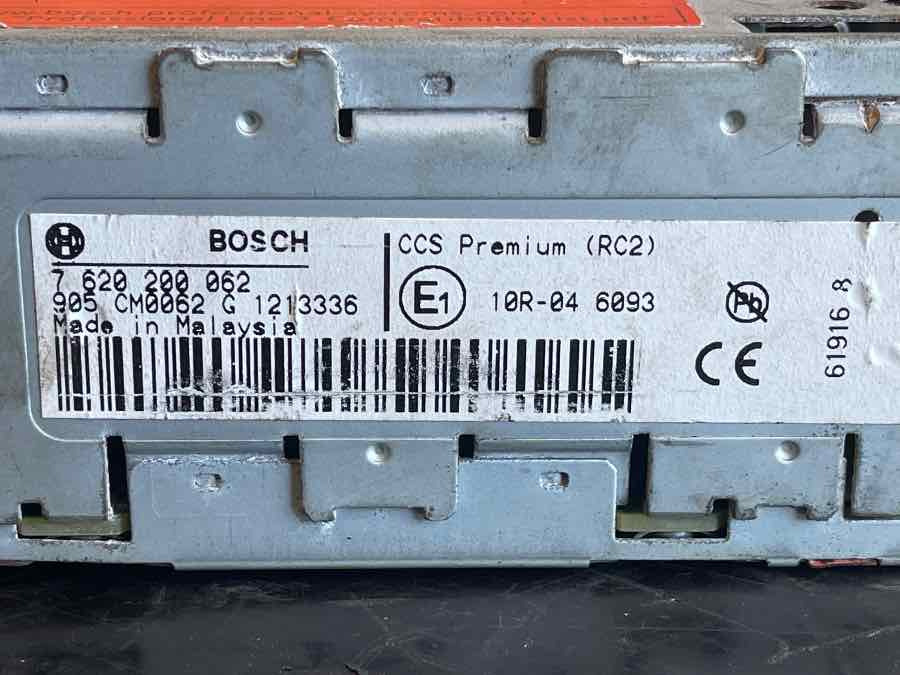 BOSCH
7 620 200 062
905 CM0062 G 1213336
Made in Malaysia
CCS Premium (RC2)
E1
10R-04 6093
Pb
CE
61916 8